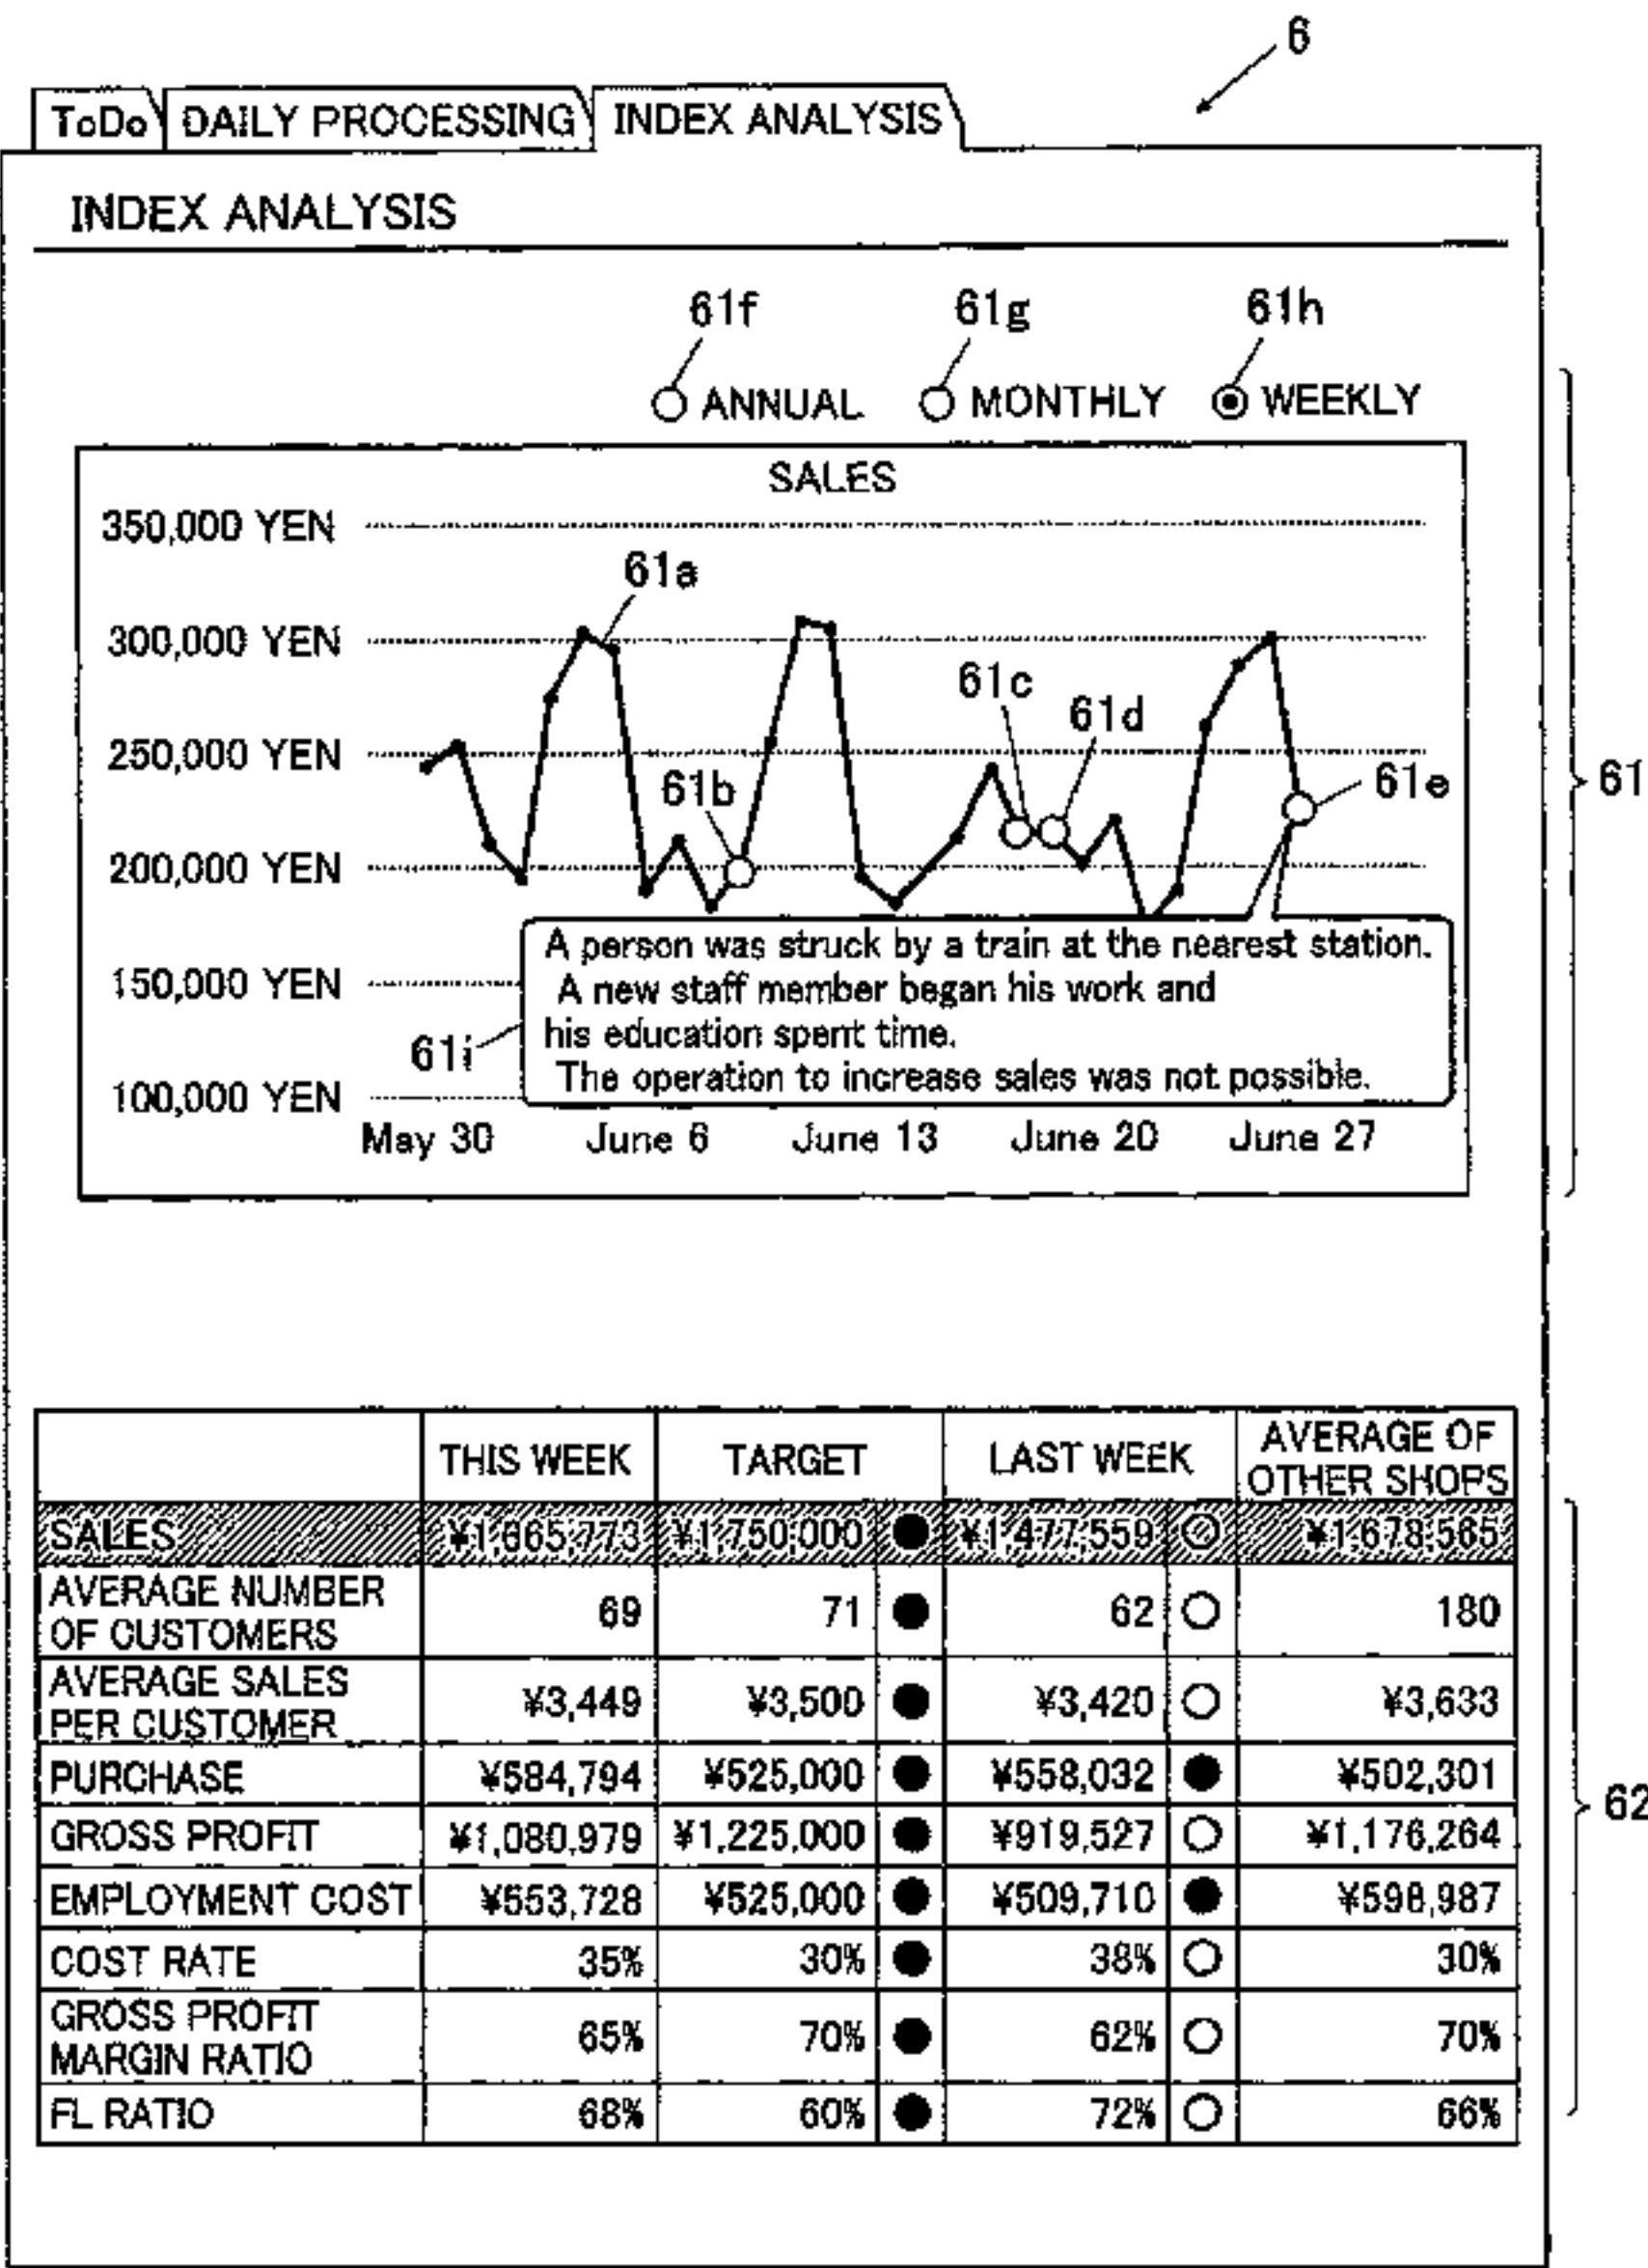 6
ToDo DAILY PROCESSING INDEX ANALYSIS
INDEX ANALYSIS
61f 61g 61h
ANNUAL MONTHLY WEEKLY
SALES
350,000 YEN
61a
300,000 YEN
61c
61d
250,000 YEN
61b
61e
61
200,000 YEN
A person was struck by a train at the nearest station.
150,000 YEN
A new staff member began his work and
his education spent time.
61i
The operation to increase sales was not possible.
100,000 YEN
May 30 June 6 June 13 June 20 June 27
THIS WEEK TARGET LAST WEEK AVERAGE OF
OTHER SHOPS
SALES ¥1,665,773 ¥1,750,000 ¥1,477,559 ¥1,678,565
AVERAGE NUMBER
OF CUSTOMERS 69 71 62 180
AVERAGE SALES
PER CUSTOMER ¥3,449 ¥3,500 ¥3,420 ¥3,633
PURCHASE ¥584,794 ¥525,000 ¥558,032 ¥502,301
62
GROSS PROFIT ¥1,080,979 ¥1,225,000 ¥919,527 ¥1,176,264
EMPLOYMENT COST ¥553,728 ¥525,000 ¥509,710 ¥598,987
COST RATE 35% 30% 38% 30%
GROSS PROFIT
MARGIN RATIO 65% 70% 62% 70%
FL RATIO 68% 60% 72% 66%